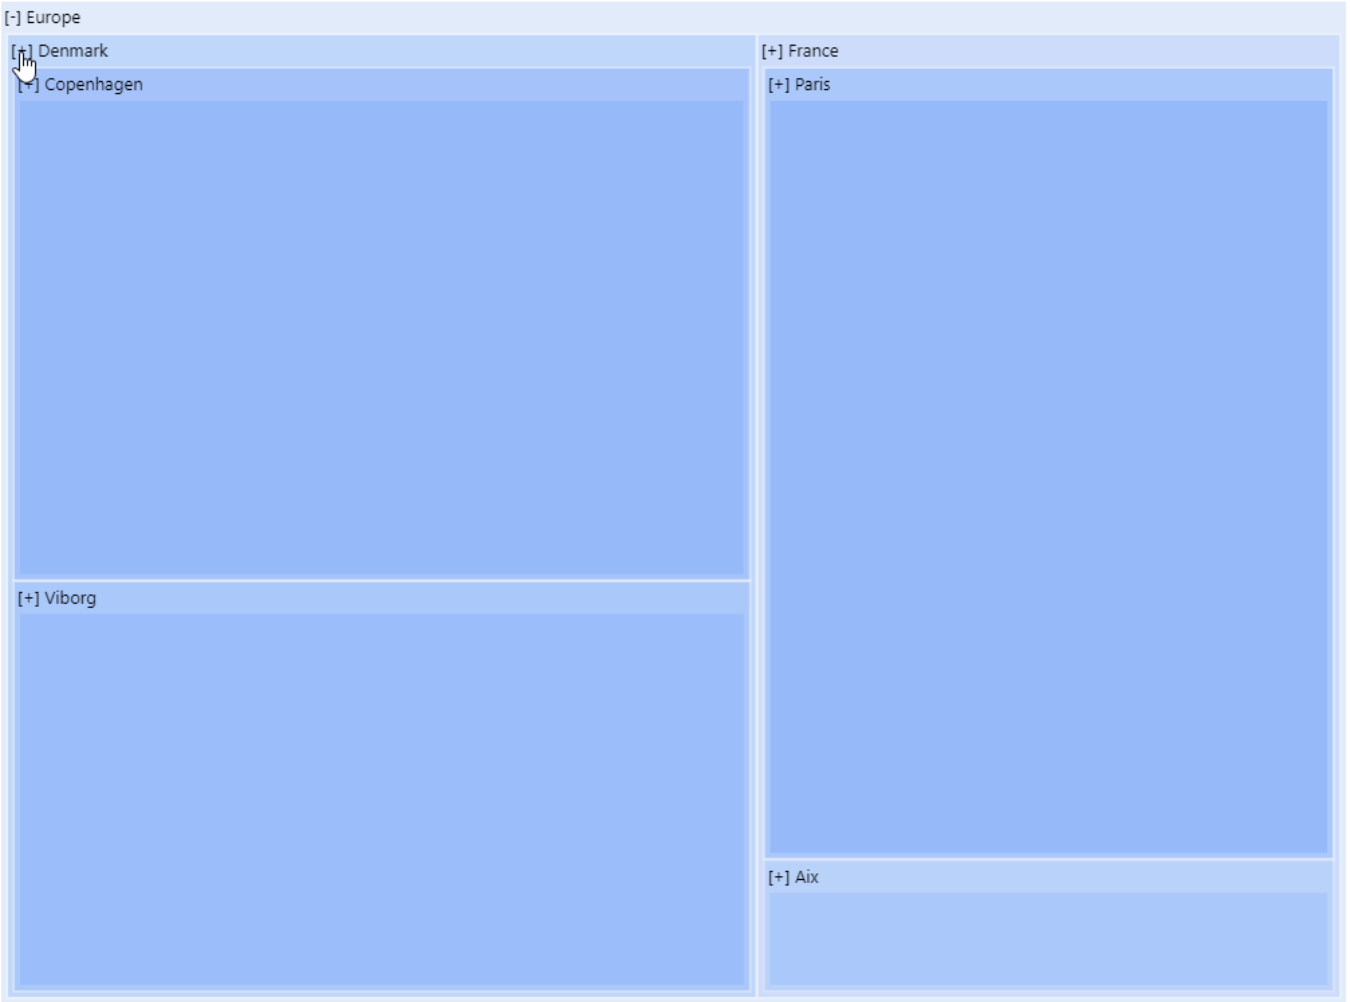 [-] Europe
[+] Denmark
[+] Copenhagen
[+] Viborg
[+] France
[+] Paris
[+] Aix